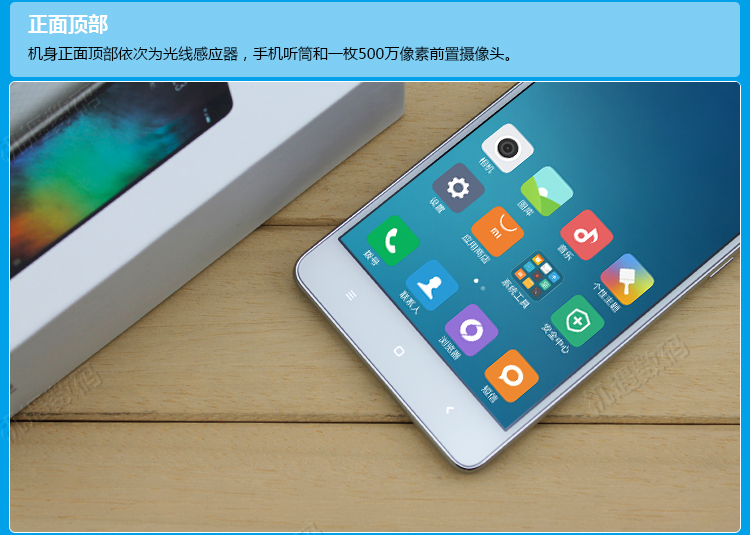 正面顶部
机身正面顶部依次为光线感应器，手机听筒和一枚500万像素前置摄像头。
相机
设置
图库
拨号
应用商店
mi
音乐
联系人
系统工具
个性主题
浏览器
安全中心
短信